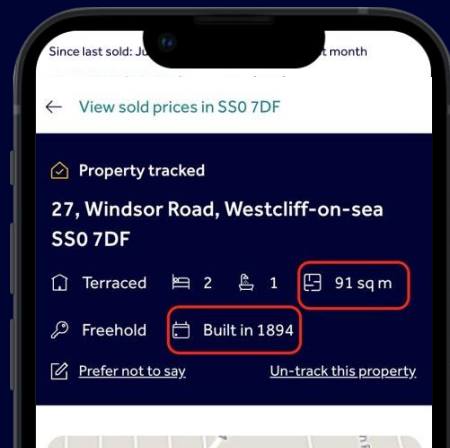 Since last sold: t month
View sold prices in SS0 7DF
Property tracked
27, Windsor Road, Westcliff-on-sea
SS0 7DF
Terraced 2 1 91 sq m
Freehold Built in 1894
Prefer not to say Un-track this property